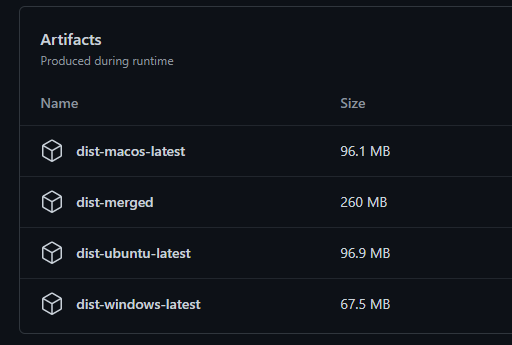 Artifacts
Produced during runtime
Name Size
dist-macos-latest 96.1 MB
dist-merged 260 MB
dist-ubuntu-latest 96.9 MB
dist-windows-latest 67.5 MB